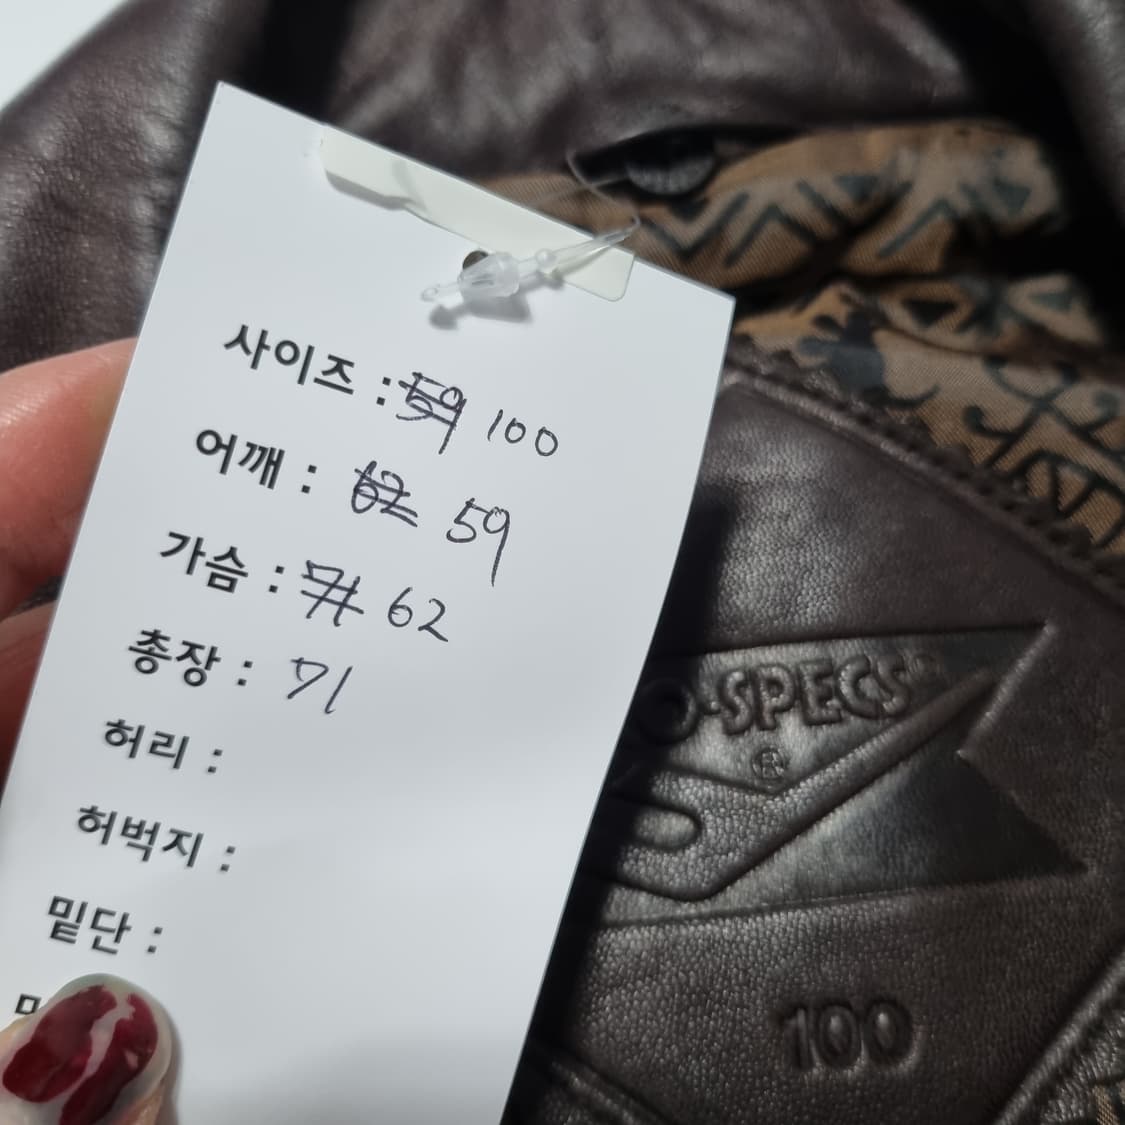 사이즈 : 59 100
어깨 : 62 59
가슴 : 71 62
총장 : 71
허리 :
허벅지 :
밑단 :
O-SPECS
®
100